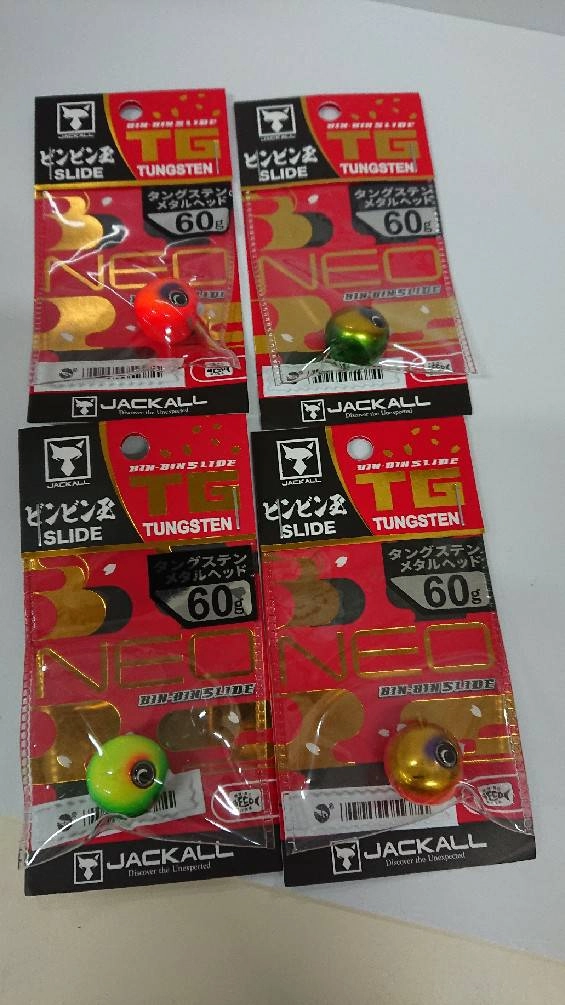 JACKALL
BIN-BIN SLIDE
TG
ビンビン玉
SLIDE
TUNGSTEN
タングステン
メタルヘッド
60g
NEO
JACKALL
Discover the Unexpected
JACKALL
BIN-BIN SLIDE
TG
ビンビン玉
SLIDE
TUNGSTEN
タングステン
メタルヘッド
60g
NEO
BIN-BIN SLIDE
JACKALL
Discover the Unexpected
JACKALL
BIN-BIN SLIDE
TG
ビンビン玉
SLIDE
TUNGSTEN
タングステン
メタルヘッド
60g
NEO
BIN-BIN SLIDE
JACKALL
Discover the Unexpected
JACKALL
BIN-BIN SLIDE
TG
ビンビン玉
SLIDE
TUNGSTEN
タングステン
メタルヘッド
60g
NEO
BIN-BIN SLIDE
JACKALL
Discover the Unexpected